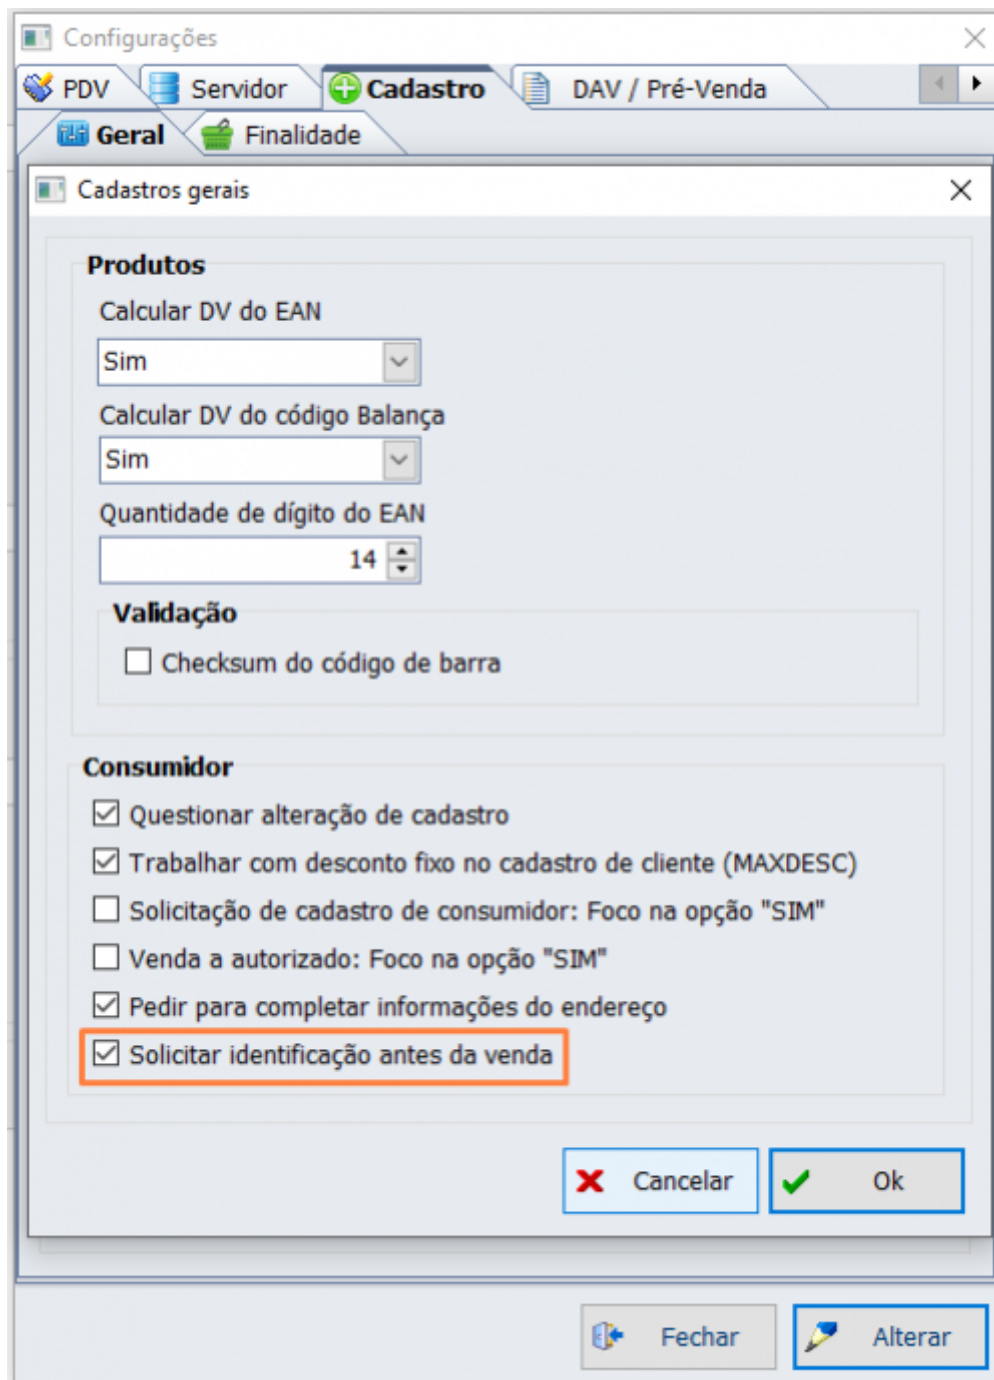 Configurações
PDV Servidor Cadastro DAV / Pré-Venda
Geral Finalidade
Cadastros gerais
Produtos
Calcular DV do EAN
Sim
Calcular DV do código Balança
Sim
Quantidade de dígito do EAN
14
Validação
Checksum do código de barra
Consumidor
Questionar alteração de cadastro
Trabalhar com desconto fixo no cadastro de cliente (MAXDESC)
Solicitação de cadastro de consumidor: Foco na opção "SIM"
Venda a autorizado: Foco na opção "SIM"
Pedir para completar informações do endereço
Solicitar identificação antes da venda
Cancelar Ok
Fechar Alterar